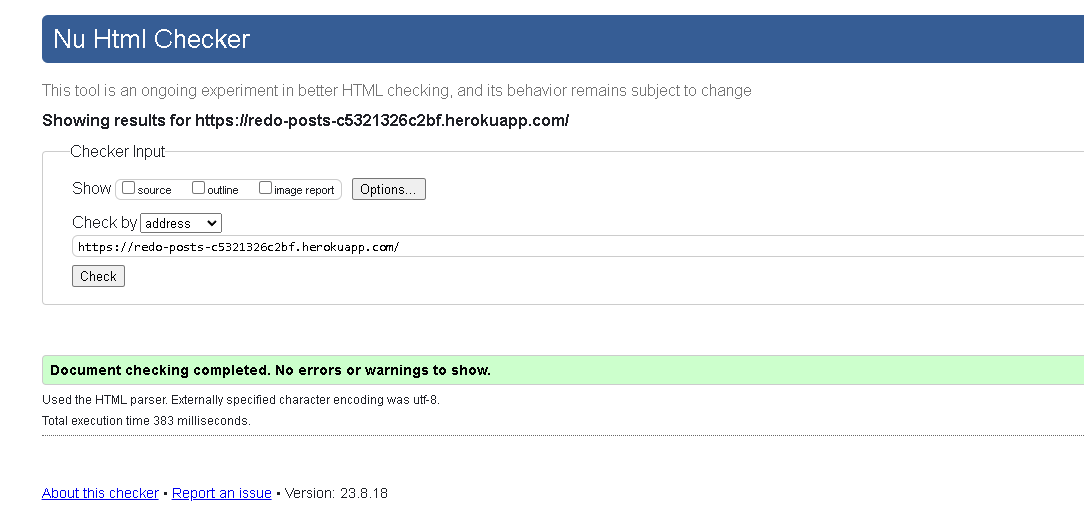 Nu Html Checker
This tool is an ongoing experiment in better HTML checking, and its behavior remains subject to change
Showing results for https://redo-posts-c5321326c2bf.herokuapp.com/
Checker Input
Show source outline image report Options...
Check by address
https://redo-posts-c5321326c2bf.herokuapp.com/
Check
Document checking completed. No errors or warnings to show.
Used the HTML parser. Externally specified character encoding was utf-8.
Total execution time 383 milliseconds.
About this checker • Report an issue • Version: 23.8.18